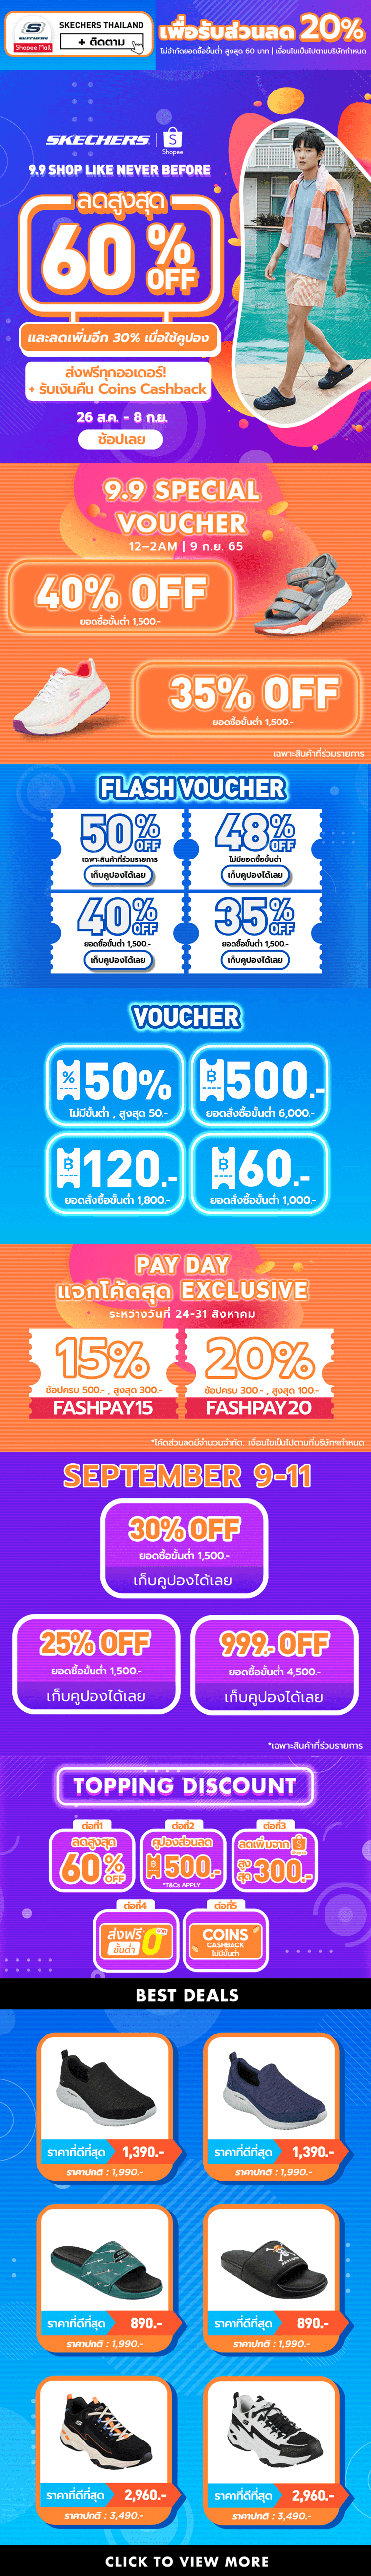 SKECHERS THAILAND
SKECHERS
Shopee Mall
+ ติดตาม
เพื่อรับส่วนลด 20%
ไม่จำกัดยอดซื้อขั้นต่ำ สูงสุด 60 บาท | เงื่อนไขเป็นไปตามบริษัทกำหนด
SKECHERS
Shopee
9.9 SHOP LIKE NEVER BEFORE
ลดสูงสุด
60% OFF
และลดเพิ่มอีก 30% เมื่อใช้คูปอง
ส่งฟรีทุกออเดอร์!
+ รับเงินคืน Coins Cashback
26 ส.ค. - 8 ก.ย.
ช้อปเลย
9.9 SPECIAL
VOUCHER
12–2AM | 9 ก.ย. 65
40% OFF
ยอดซื้อขั้นต่ำ 1,500.-
35% OFF
ยอดซื้อขั้นต่ำ 1,500.-
เฉพาะสินค้าที่ร่วมรายการ
FLASH VOUCHER
50% OFF
เฉพาะสินค้าที่ร่วมรายการ
เก็บคูปองได้เลย
48% OFF
ไม่มียอดซื้อขั้นต่ำ
เก็บคูปองได้เลย
40% OFF
ยอดซื้อขั้นต่ำ 1,500.-
เก็บคูปองได้เลย
35% OFF
ยอดซื้อขั้นต่ำ 1,500.-
เก็บคูปองได้เลย
VOUCHER
% 50%
ไม่มีขั้นต่ำ , สูงสุด 50.-
฿ 500.-
ยอดสั่งซื้อขั้นต่ำ 6,000.-
฿ 120.-
ยอดสั่งซื้อขั้นต่ำ 1,800.-
฿ 60.-
ยอดสั่งซื้อขั้นต่ำ 1,000.-
PAY DAY
แจกโค้ดสุด EXCLUSIVE
ระหว่างวันที่ 24-31 สิงหาคม
15%
ช้อปครบ 500.- , สูงสุด 300.-
FASHPAY15
20%
ช้อปครบ 300.- , สูงสุด 100.-
FASHPAY20
*โค้ดส่วนลดมีจำนวนจำกัด, เงื่อนไขเป็นไปตามที่บริษัทฯกำหนด
SEPTEMBER 9-11
30% OFF
ยอดซื้อขั้นต่ำ 1,500.-
เก็บคูปองได้เลย
25% OFF
ยอดซื้อขั้นต่ำ 1,500.-
เก็บคูปองได้เลย
999.- OFF
ยอดซื้อขั้นต่ำ 4,500.-
เก็บคูปองได้เลย
*เฉพาะสินค้าที่ร่วมรายการ
TOPPING DISCOUNT
ต่อที่1
ลดสูงสุด
60% OFF
ต่อที่2
คูปองส่วนลด
฿ 500.-
*T&Cs APPLY
ต่อที่3
ลดเพิ่มจาก
สูงสุด 300.-
ต่อที่4
ส่งฟรี
ขั้นต่ำ 0 บาท
ต่อที่5
COINS
CASHBACK
ไม่มีขั้นต่ำ
BEST DEALS
ราคาที่ดีที่สุด 1,390.-
ราคาปกติ : 1,990.-
ราคาที่ดีที่สุด 1,390.-
ราคาปกติ : 1,990.-
ราคาที่ดีที่สุด 890.-
ราคาปกติ : 1,990.-
ราคาที่ดีที่สุด 890.-
ราคาปกติ : 1,990.-
ราคาที่ดีที่สุด 2,960.-
ราคาปกติ : 3,490.-
ราคาที่ดีที่สุด 2,960.-
ราคาปกติ : 3,490.-
CLICK TO VIEW MORE